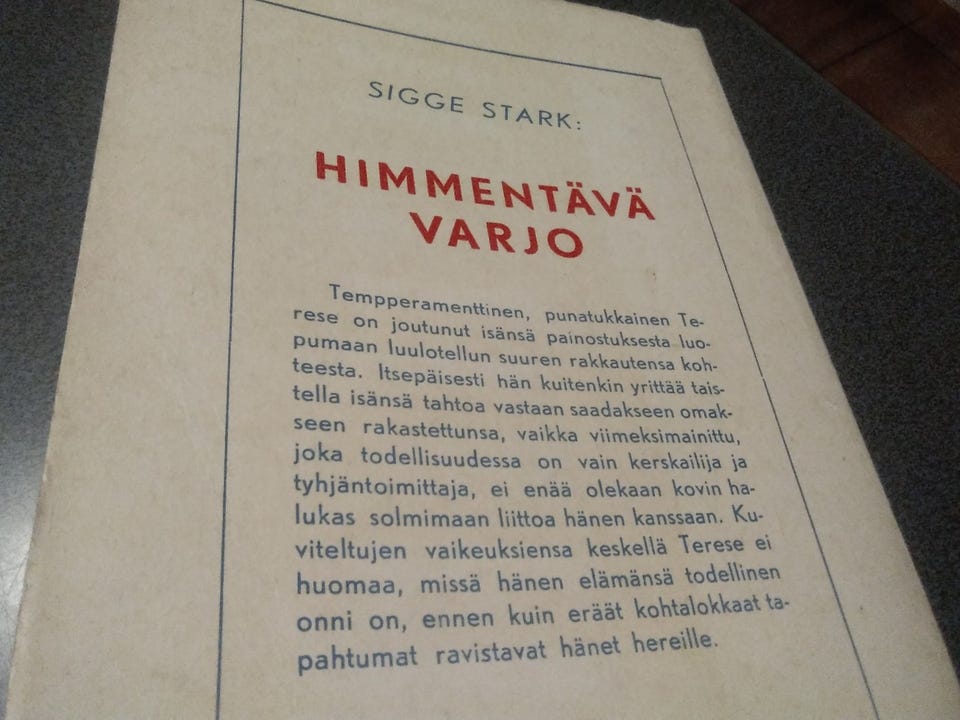 SIGGE STARK:
HIMMENTÄVÄ
VARJO
Tempperamenttinen, punatukkainen Te-
rese on joutunut isänsä painostuksesta luo-
pumaan luulotellun suuren rakkautensa koh-
teesta. Itsepäisesti hän kuitenkin yrittää tais-
tella isänsä tahtoa vastaan saadakseen omak-
seen rakastettunsa, vaikka viimeksimainittu,
joka todellisuudessa on vain kerskailija ja
tyhjäntoimittaja, ei enää olekaan kovin ha-
lukas solmimaan liittoa hänen kanssaan. Ku-
viteltujen vaikeuksiensa keskellä Terese ei
huomaa, missä hänen elämänsä todellinen
onni on, ennen kuin eräät kohtalokkaat ta-
pahtumat ravistavat hänet hereille.